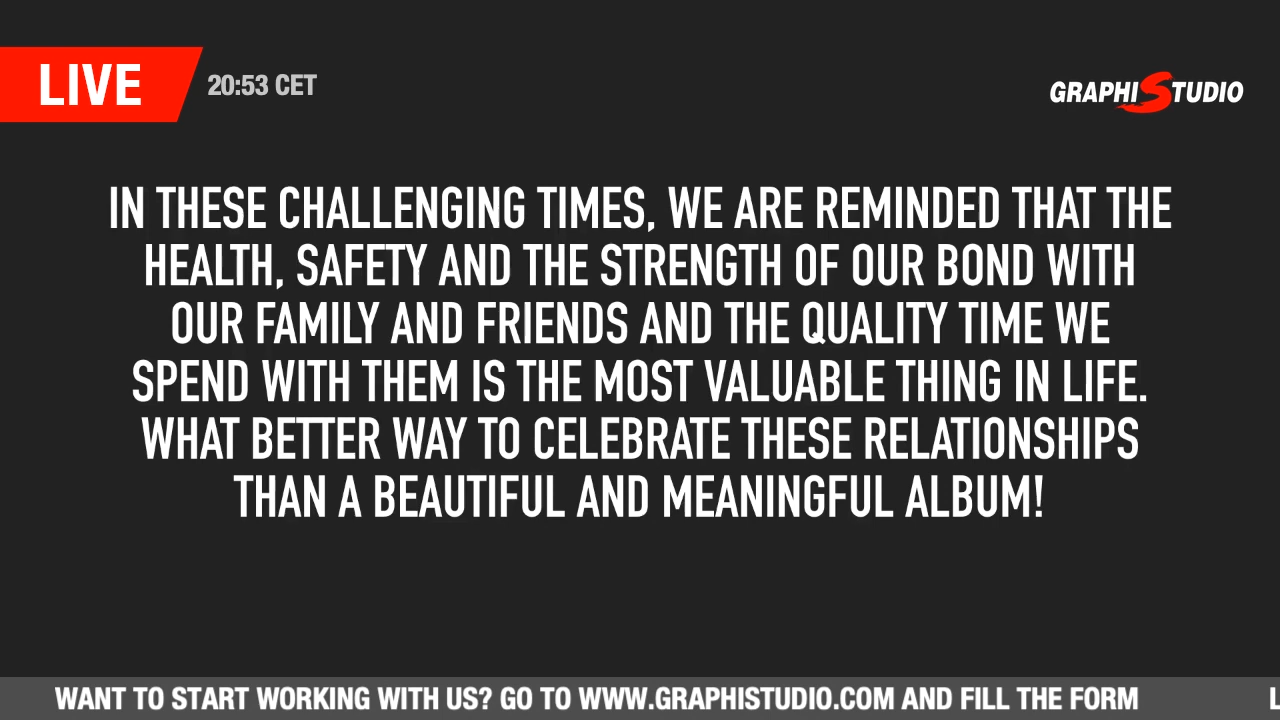 LIVE
20:53 CET
GRAPHISTUDIO
IN THESE CHALLENGING TIMES, WE ARE REMINDED THAT THE
HEALTH, SAFETY AND THE STRENGTH OF OUR BOND WITH
OUR FAMILY AND FRIENDS AND THE QUALITY TIME WE
SPEND WITH THEM IS THE MOST VALUABLE THING IN LIFE.
WHAT BETTER WAY TO CELEBRATE THESE RELATIONSHIPS
THAN A BEAUTIFUL AND MEANINGFUL ALBUM!
WANT TO START WORKING WITH US? GO TO WWW.GRAPHISTUDIO.COM AND FILL THE FORM